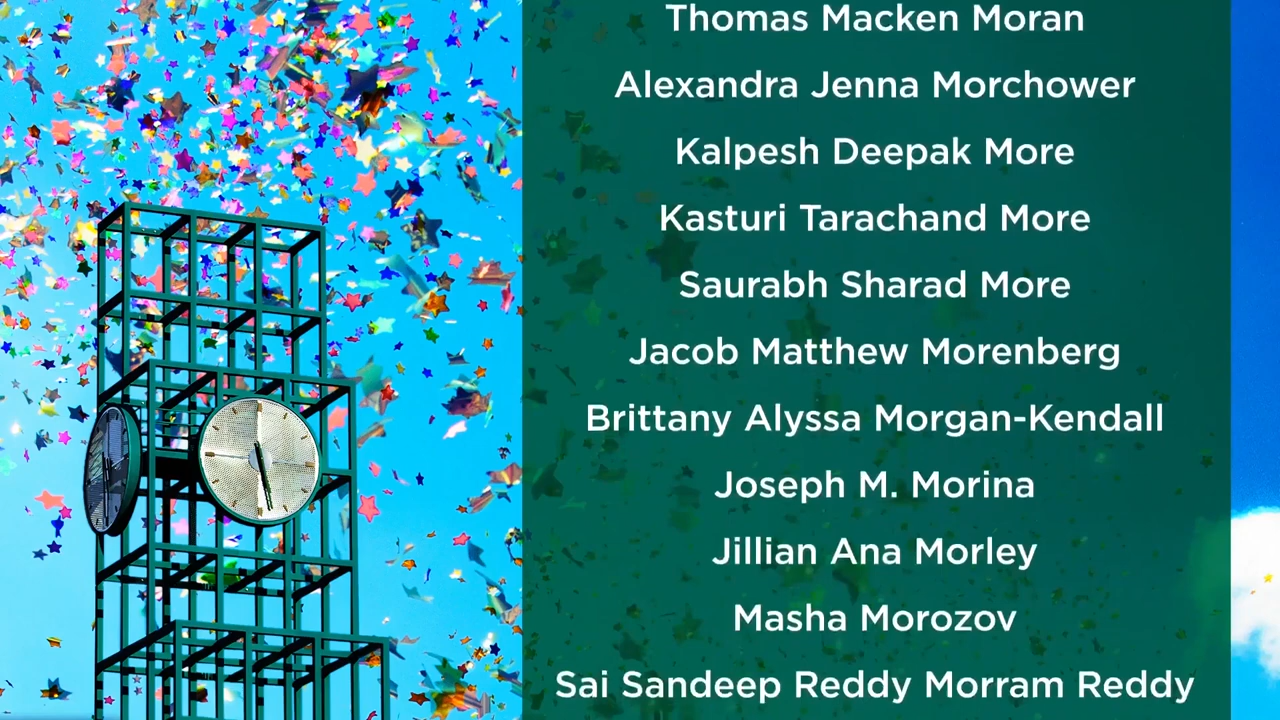 Thomas Macken Moran
Alexandra Jenna Morchower
Kalpesh Deepak More
Kasturi Tarachand More
Saurabh Sharad More
Jacob Matthew Morenberg
Brittany Alyssa Morgan-Kendall
Joseph M. Morina
Jillian Ana Morley
Masha Morozov
Sai Sandeep Reddy Morram Reddy